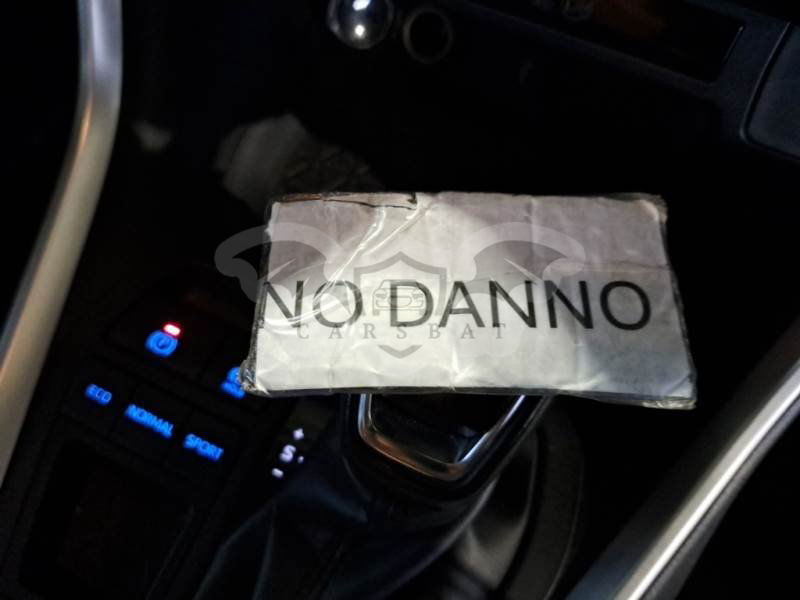 NO DANNO
CARSBAT
ECO
NORMAL
SPORT
+
S
-